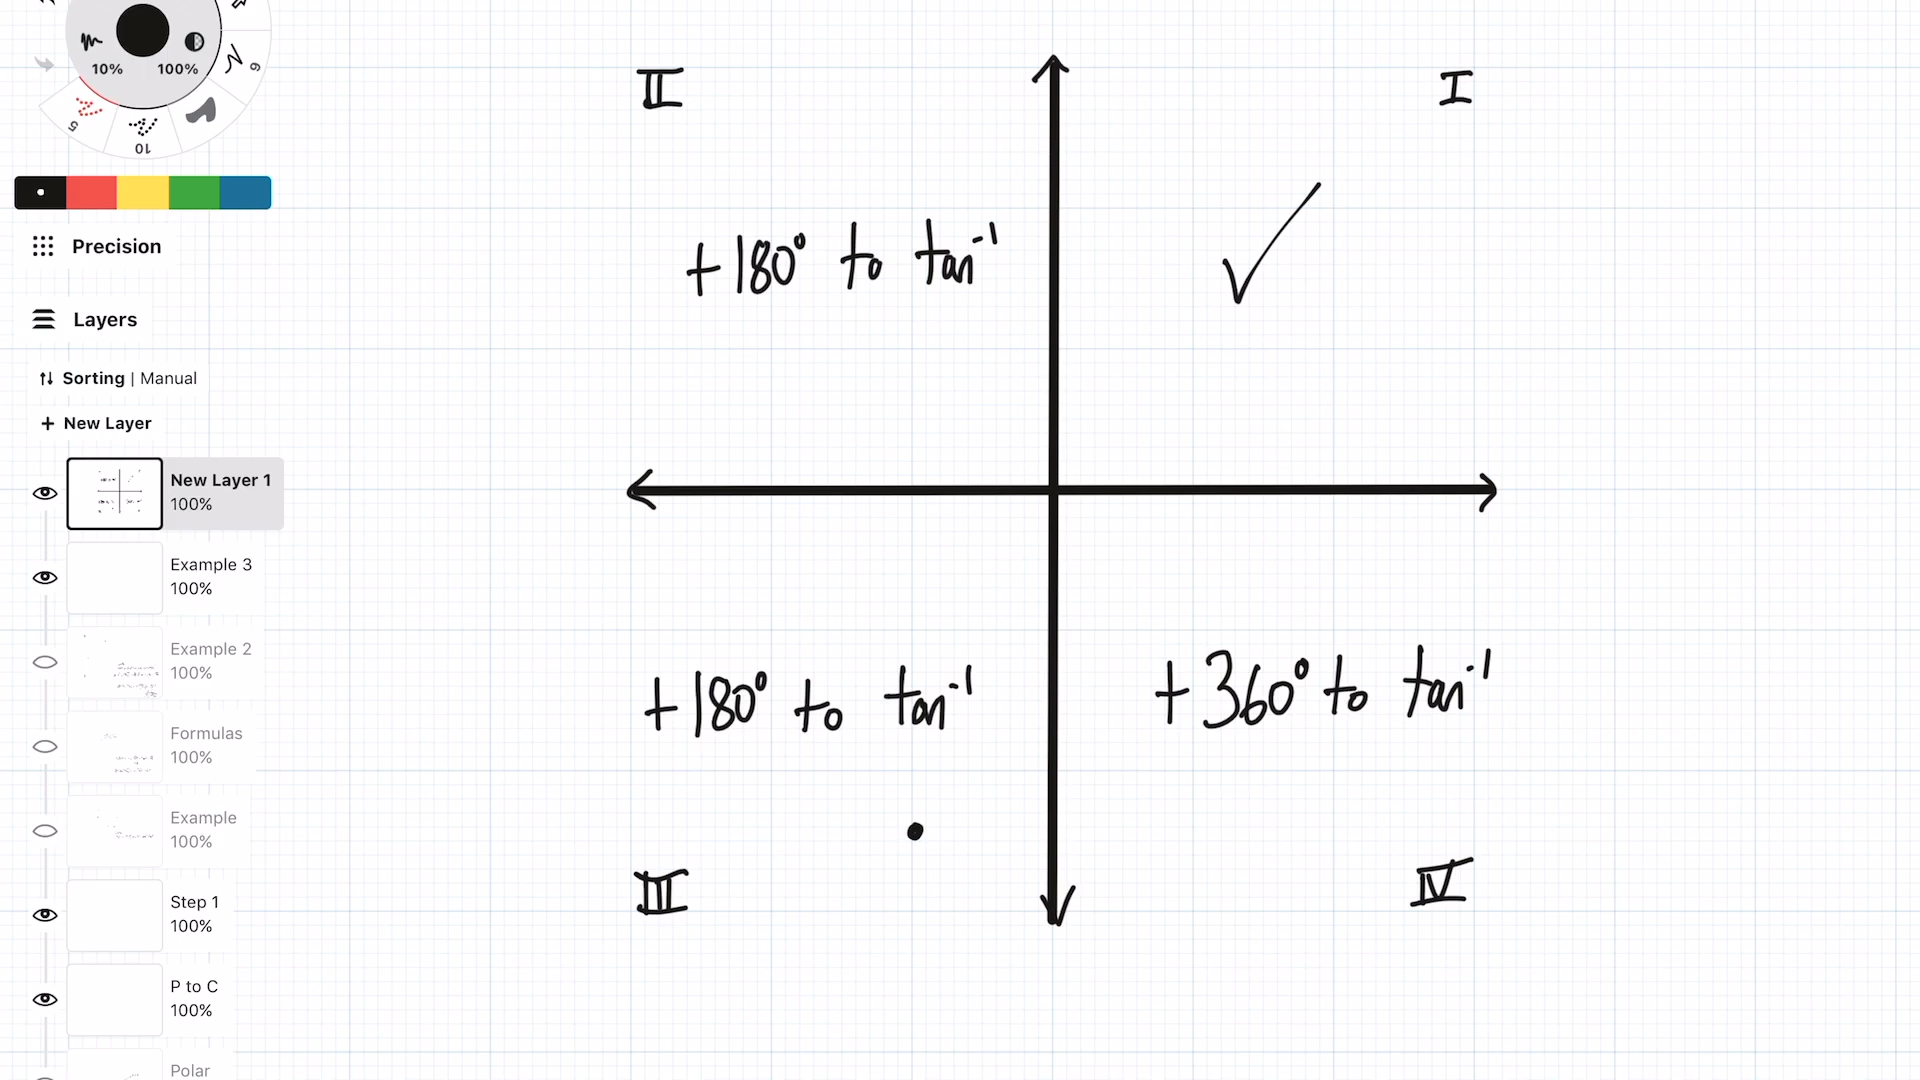 10% 100%
5
10
6
Precision
Layers
Sorting | Manual
+ New Layer
New Layer 1
100%
Example 3
100%
Example 2
100%
Formulas
100%
Example
100%
Step 1
100%
P to C
100%
Polar
II
I
+180° to tan⁻¹
+180° to tan⁻¹
+360° to tan⁻¹
III
IV